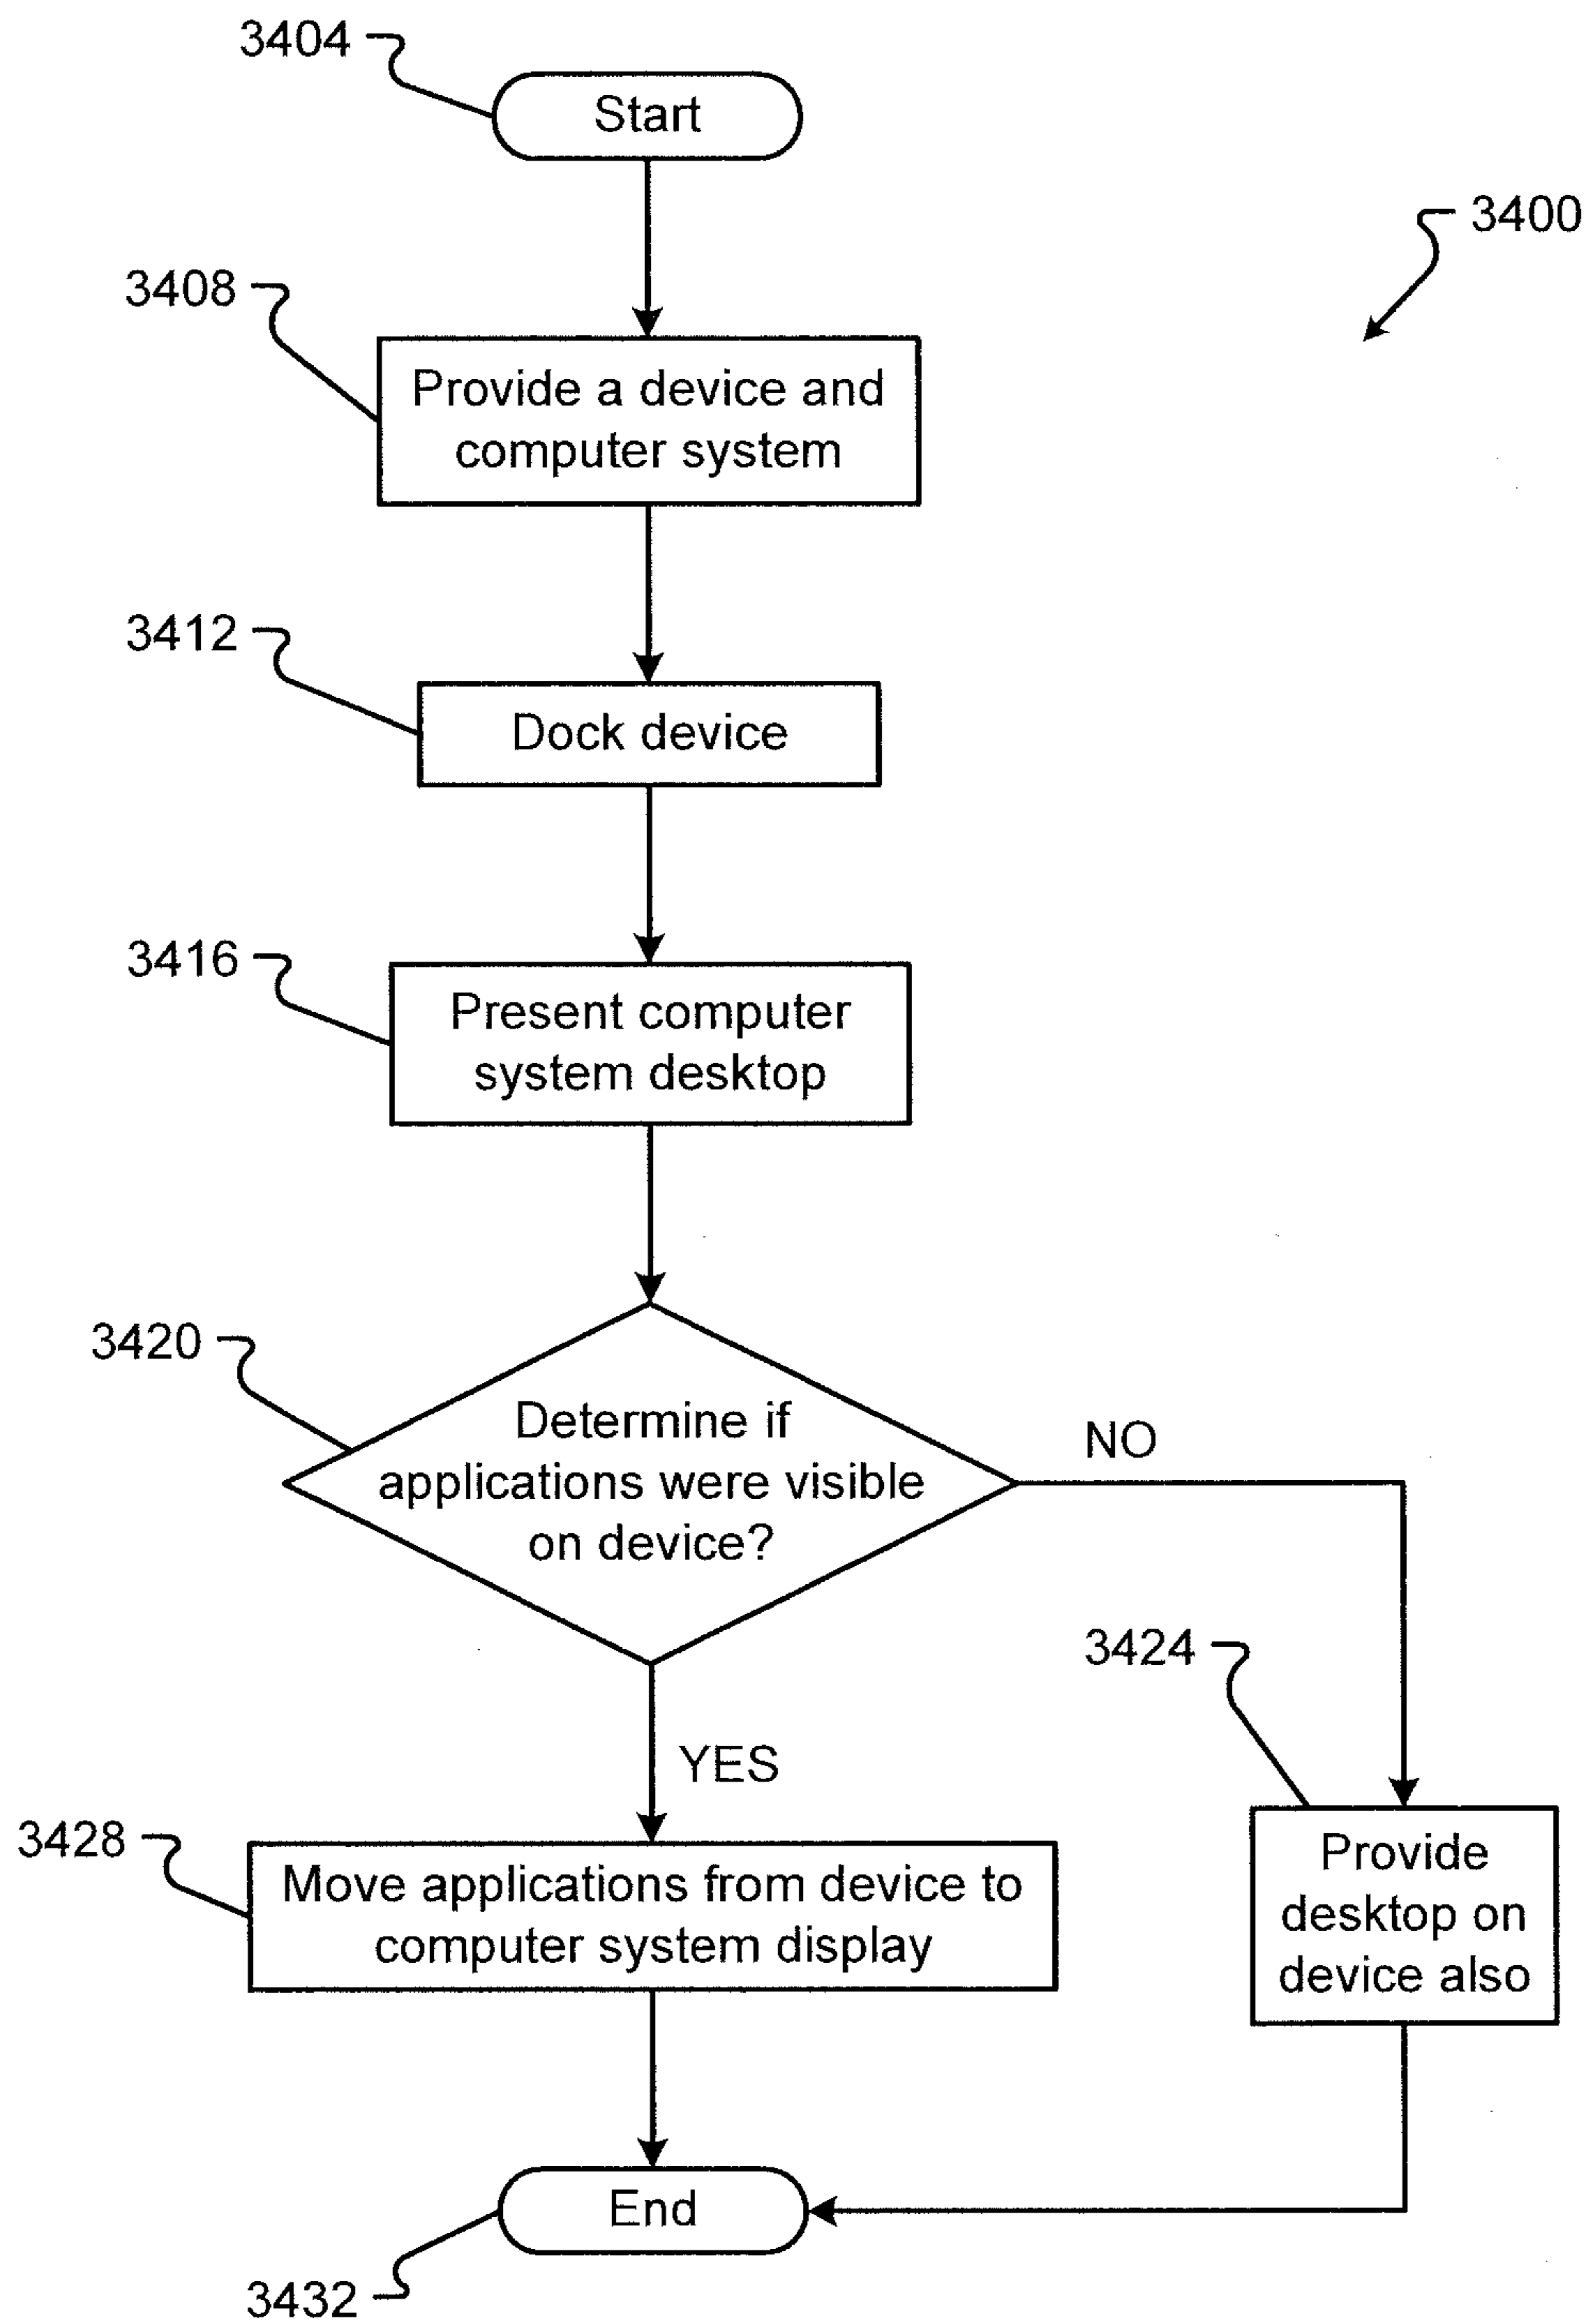 3404
Start
3400
3408
Provide a device and
computer system
3412
Dock device
3416
Present computer
system desktop
3420
Determine if
applications were visible
on device?
NO
3424
YES
Provide
desktop on
device also
3428
Move applications from device to
computer system display
End
3432